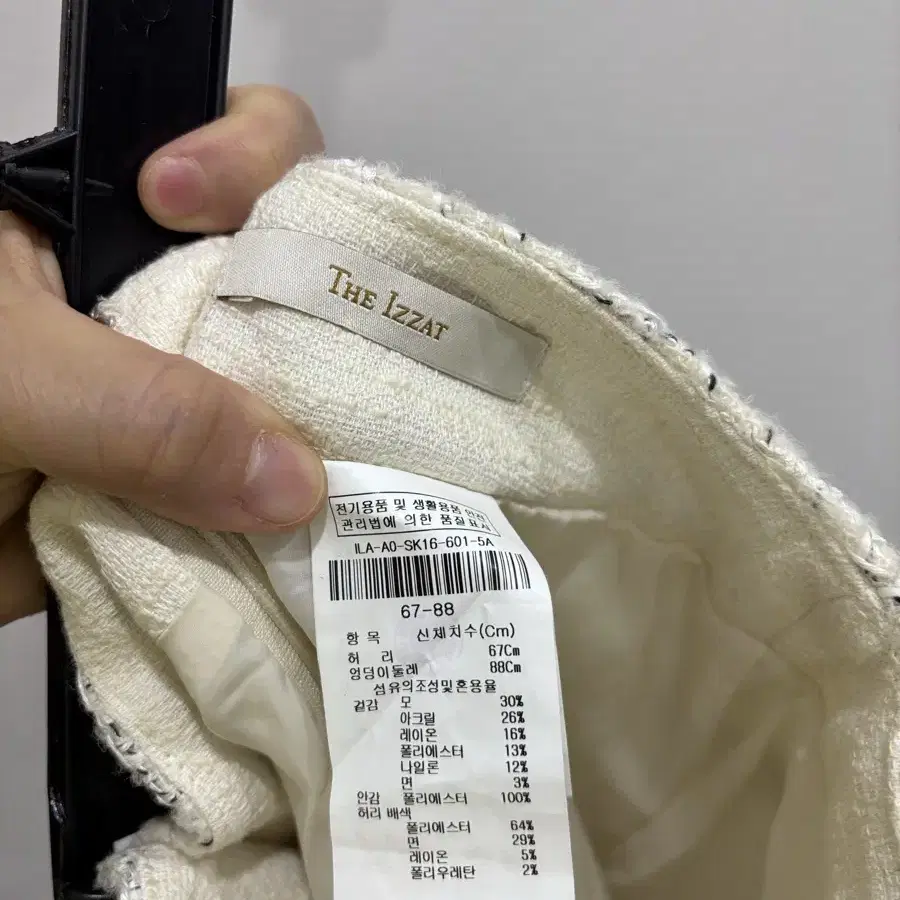 THE IZZAT
전기용품 및 생활용품 안전
관리법에 의한 품질표시
ILA-A0-SK16-601-5A
67-88
항 목 신체치수(Cm)
허 리 67Cm
엉덩이둘레 88Cm
섬유의조성및혼용율
겉감 모 30%
아크릴 26%
레이온 16%
폴리에스터 13%
나일론 12%
면 3%
안감 폴리에스터 100%
허리 배색
폴리에스터 64%
면 29%
레이온 5%
폴리우레탄 2%